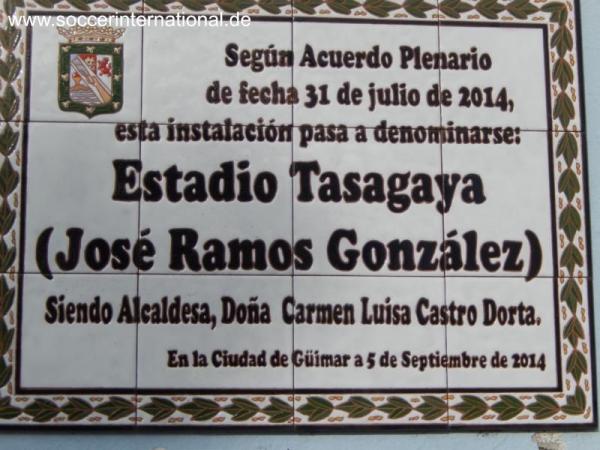 www.soccerinternational.de
Según Acuerdo Plenario
de fecha 31 de julio de 2014,
esta instalación pasa a denominarse:
Estadio Tasagaya
(José Ramos González)
Siendo Alcaldesa, Doña Carmen Luisa Castro Dorta.
En la Ciudad de Güimar a 5 de Septiembre de 2014